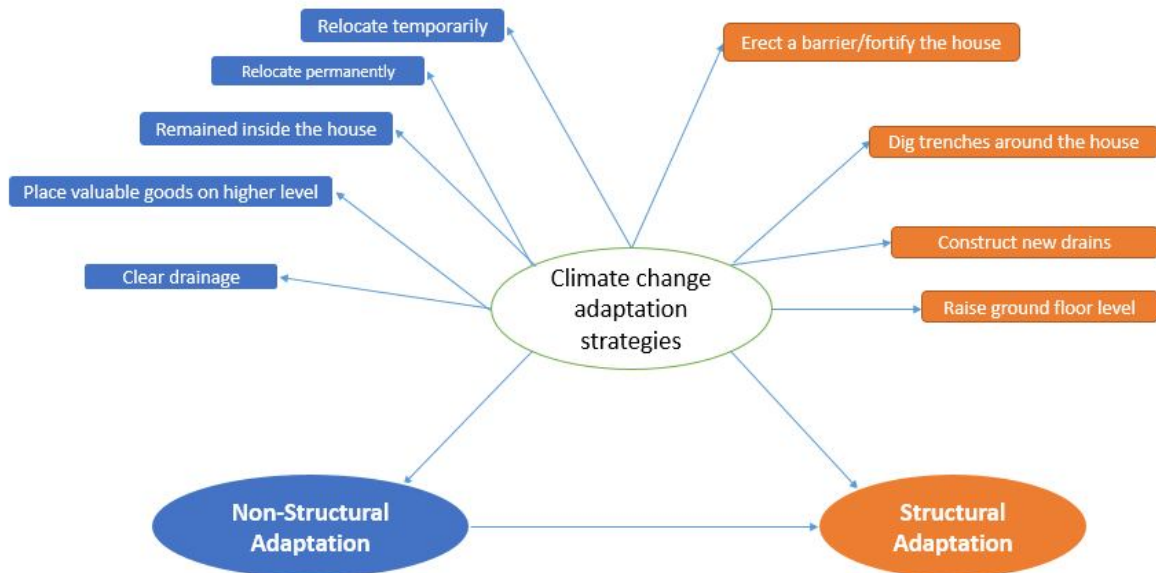 Relocate temporarily
Erect a barrier/fortify the house
Relocate permanently
Remained inside the house
Dig trenches around the house
Place valuable goods on higher level
Construct new drains
Clear drainage
Climate change
adaptation
strategies
Raise ground floor level
Non-Structural
Adaptation
Structural
Adaptation